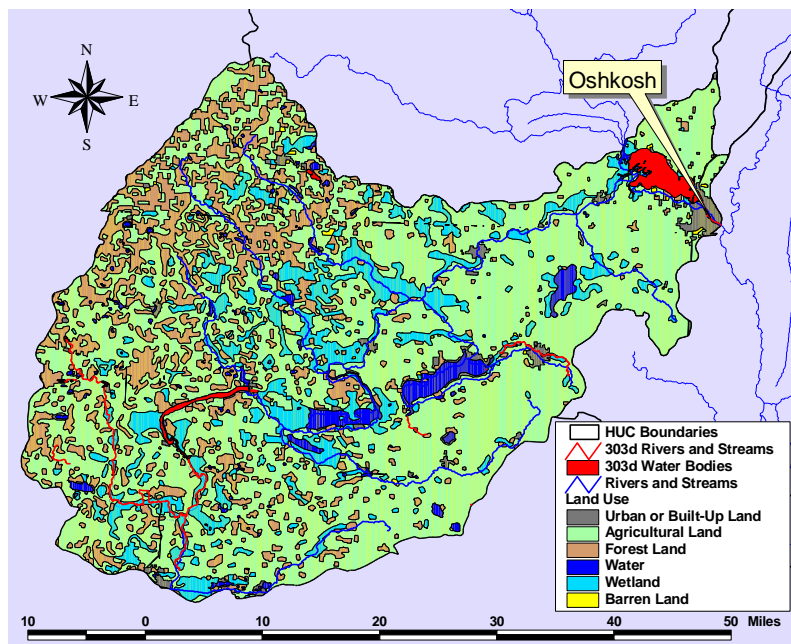 N
W E
S
Oshkosh
HUC Boundaries
303d Rivers and Streams
303d Water Bodies
Rivers and Streams
Land Use
Urban or Built-Up Land
Agricultural Land
Forest Land
Water
Wetland
Barren Land
10 0 10 20 30 40 50 Miles